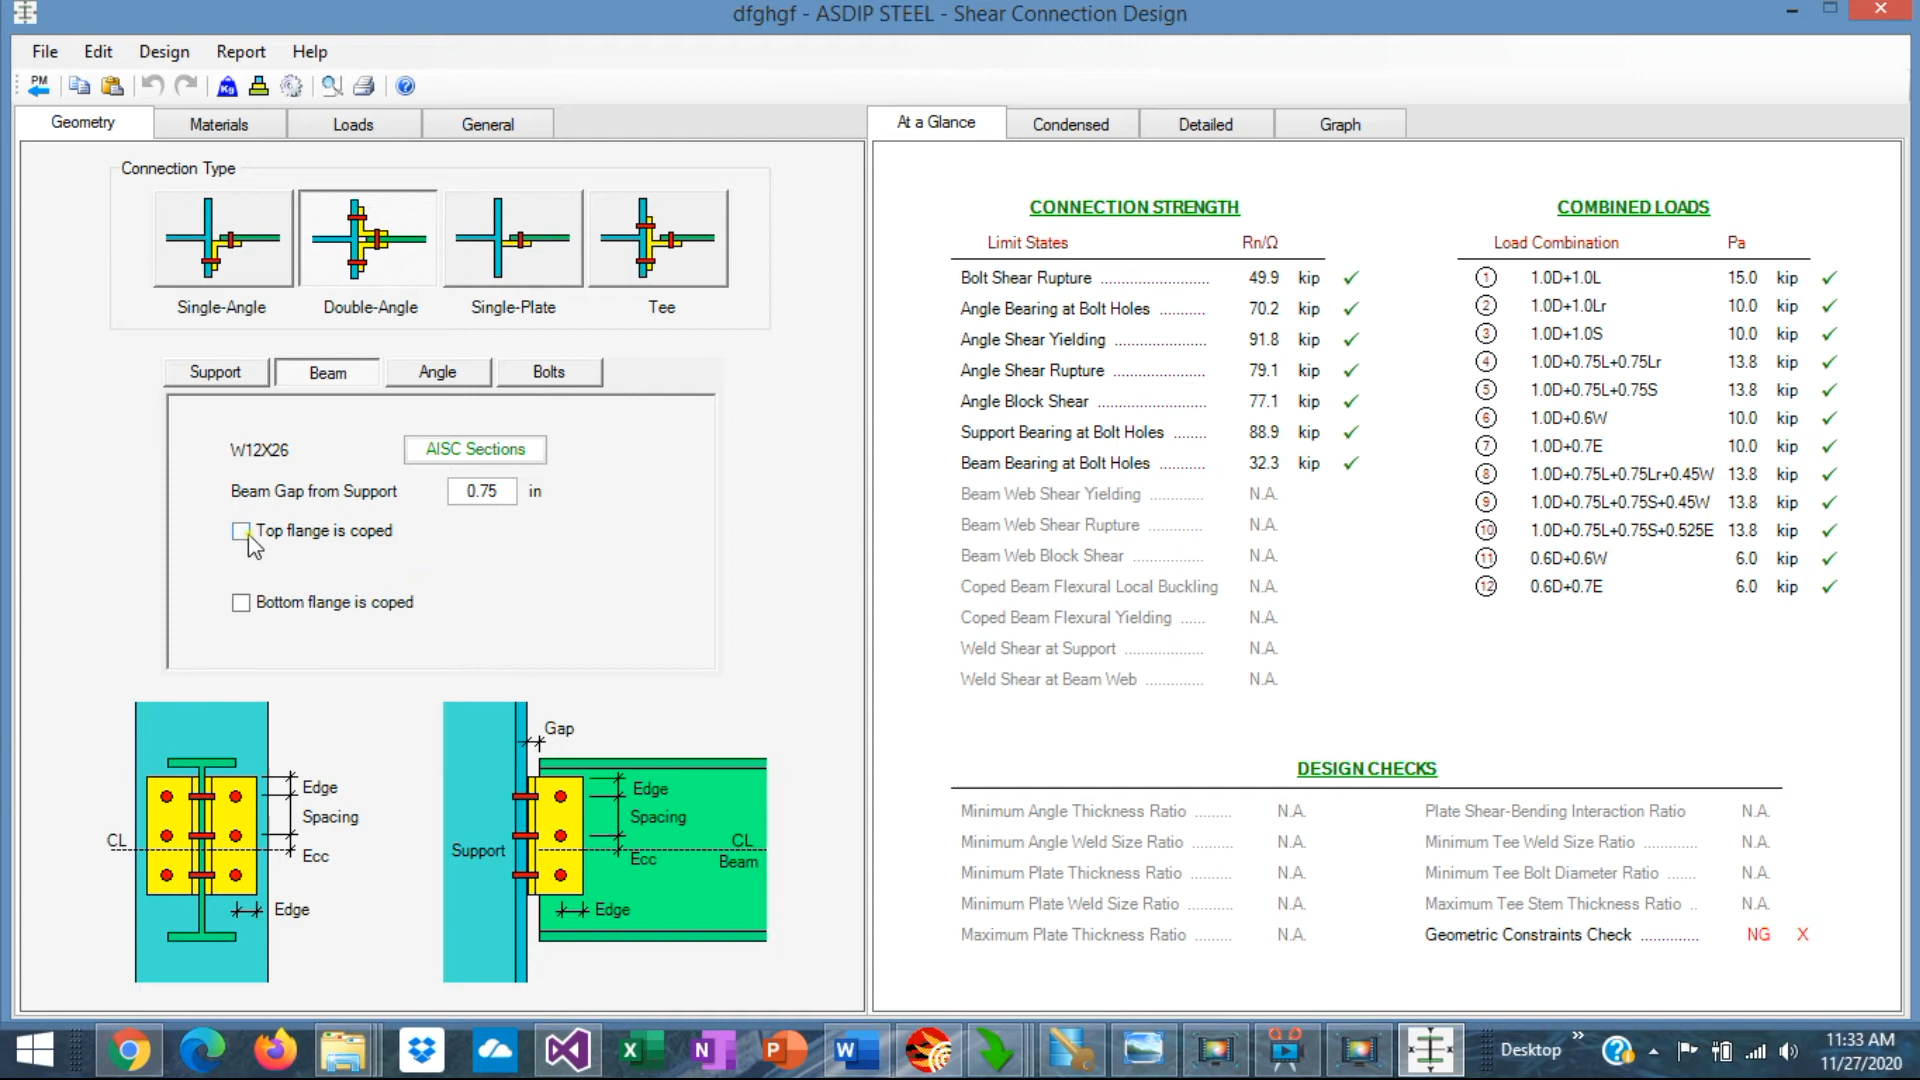 dfghgf - ASDIP STEEL - Shear Connection Design
File Edit Design Report Help
PM Kg
Geometry Materials Loads General
At a Glance Condensed Detailed Graph
Connection Type
Single-Angle Double-Angle Single-Plate Tee
Support Beam Angle Bolts
W12X26 AISC Sections
Beam Gap from Support 0.75 in
Top flange is coped
Bottom flange is coped
CL
Edge
Spacing
Ecc
Edge
Gap
Edge
Spacing
Support
CL
Ecc
Beam
Edge
CONNECTION STRENGTH
Limit States Rn/Ω
Bolt Shear Rupture ........................ 49.9 kip ✓
Angle Bearing at Bolt Holes .......... 70.2 kip ✓
Angle Shear Yielding ..................... 91.8 kip ✓
Angle Shear Rupture .................... 79.1 kip ✓
Angle Block Shear ........................ 77.1 kip ✓
Support Bearing at Bolt Holes ....... 88.9 kip ✓
Beam Bearing at Bolt Holes .......... 32.3 kip ✓
Beam Web Shear Yielding ............ N.A.
Beam Web Shear Rupture ............ N.A.
Beam Web Block Shear ................ N.A.
Coped Beam Flexural Local Buckling N.A.
Coped Beam Flexural Yielding ...... N.A.
Weld Shear at Support .................. N.A.
Weld Shear at Beam Web ............. N.A.
COMBINED LOADS
Load Combination Pa
1 1.0D+1.0L 15.0 kip ✓
2 1.0D+1.0Lr 10.0 kip ✓
3 1.0D+1.0S 10.0 kip ✓
4 1.0D+0.75L+0.75Lr 13.8 kip ✓
5 1.0D+0.75L+0.75S 13.8 kip ✓
6 1.0D+0.6W 10.0 kip ✓
7 1.0D+0.7E 10.0 kip ✓
8 1.0D+0.75L+0.75Lr+0.45W 13.8 kip ✓
9 1.0D+0.75L+0.75S+0.45W 13.8 kip ✓
10 1.0D+0.75L+0.75S+0.525E 13.8 kip ✓
11 0.6D+0.6W 6.0 kip ✓
12 0.6D+0.7E 6.0 kip ✓
DESIGN CHECKS
Minimum Angle Thickness Ratio ........ N.A.
Minimum Angle Weld Size Ratio ......... N.A.
Minimum Plate Thickness Ratio ......... N.A.
Minimum Plate Weld Size Ratio .......... N.A.
Maximum Plate Thickness Ratio ......... N.A.
Plate Shear-Bending Interaction Ratio N.A.
Minimum Tee Weld Size Ratio ............. N.A.
Minimum Tee Bolt Diameter Ratio ...... N.A.
Maximum Tee Stem Thickness Ratio .. N.A.
Geometric Constraints Check ............. NG X
Desktop
11:33 AM
11/27/2020